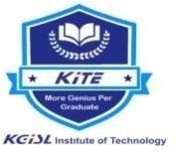 KiTE
More Genius Per
Graduate
KGiSL Institute of Technology